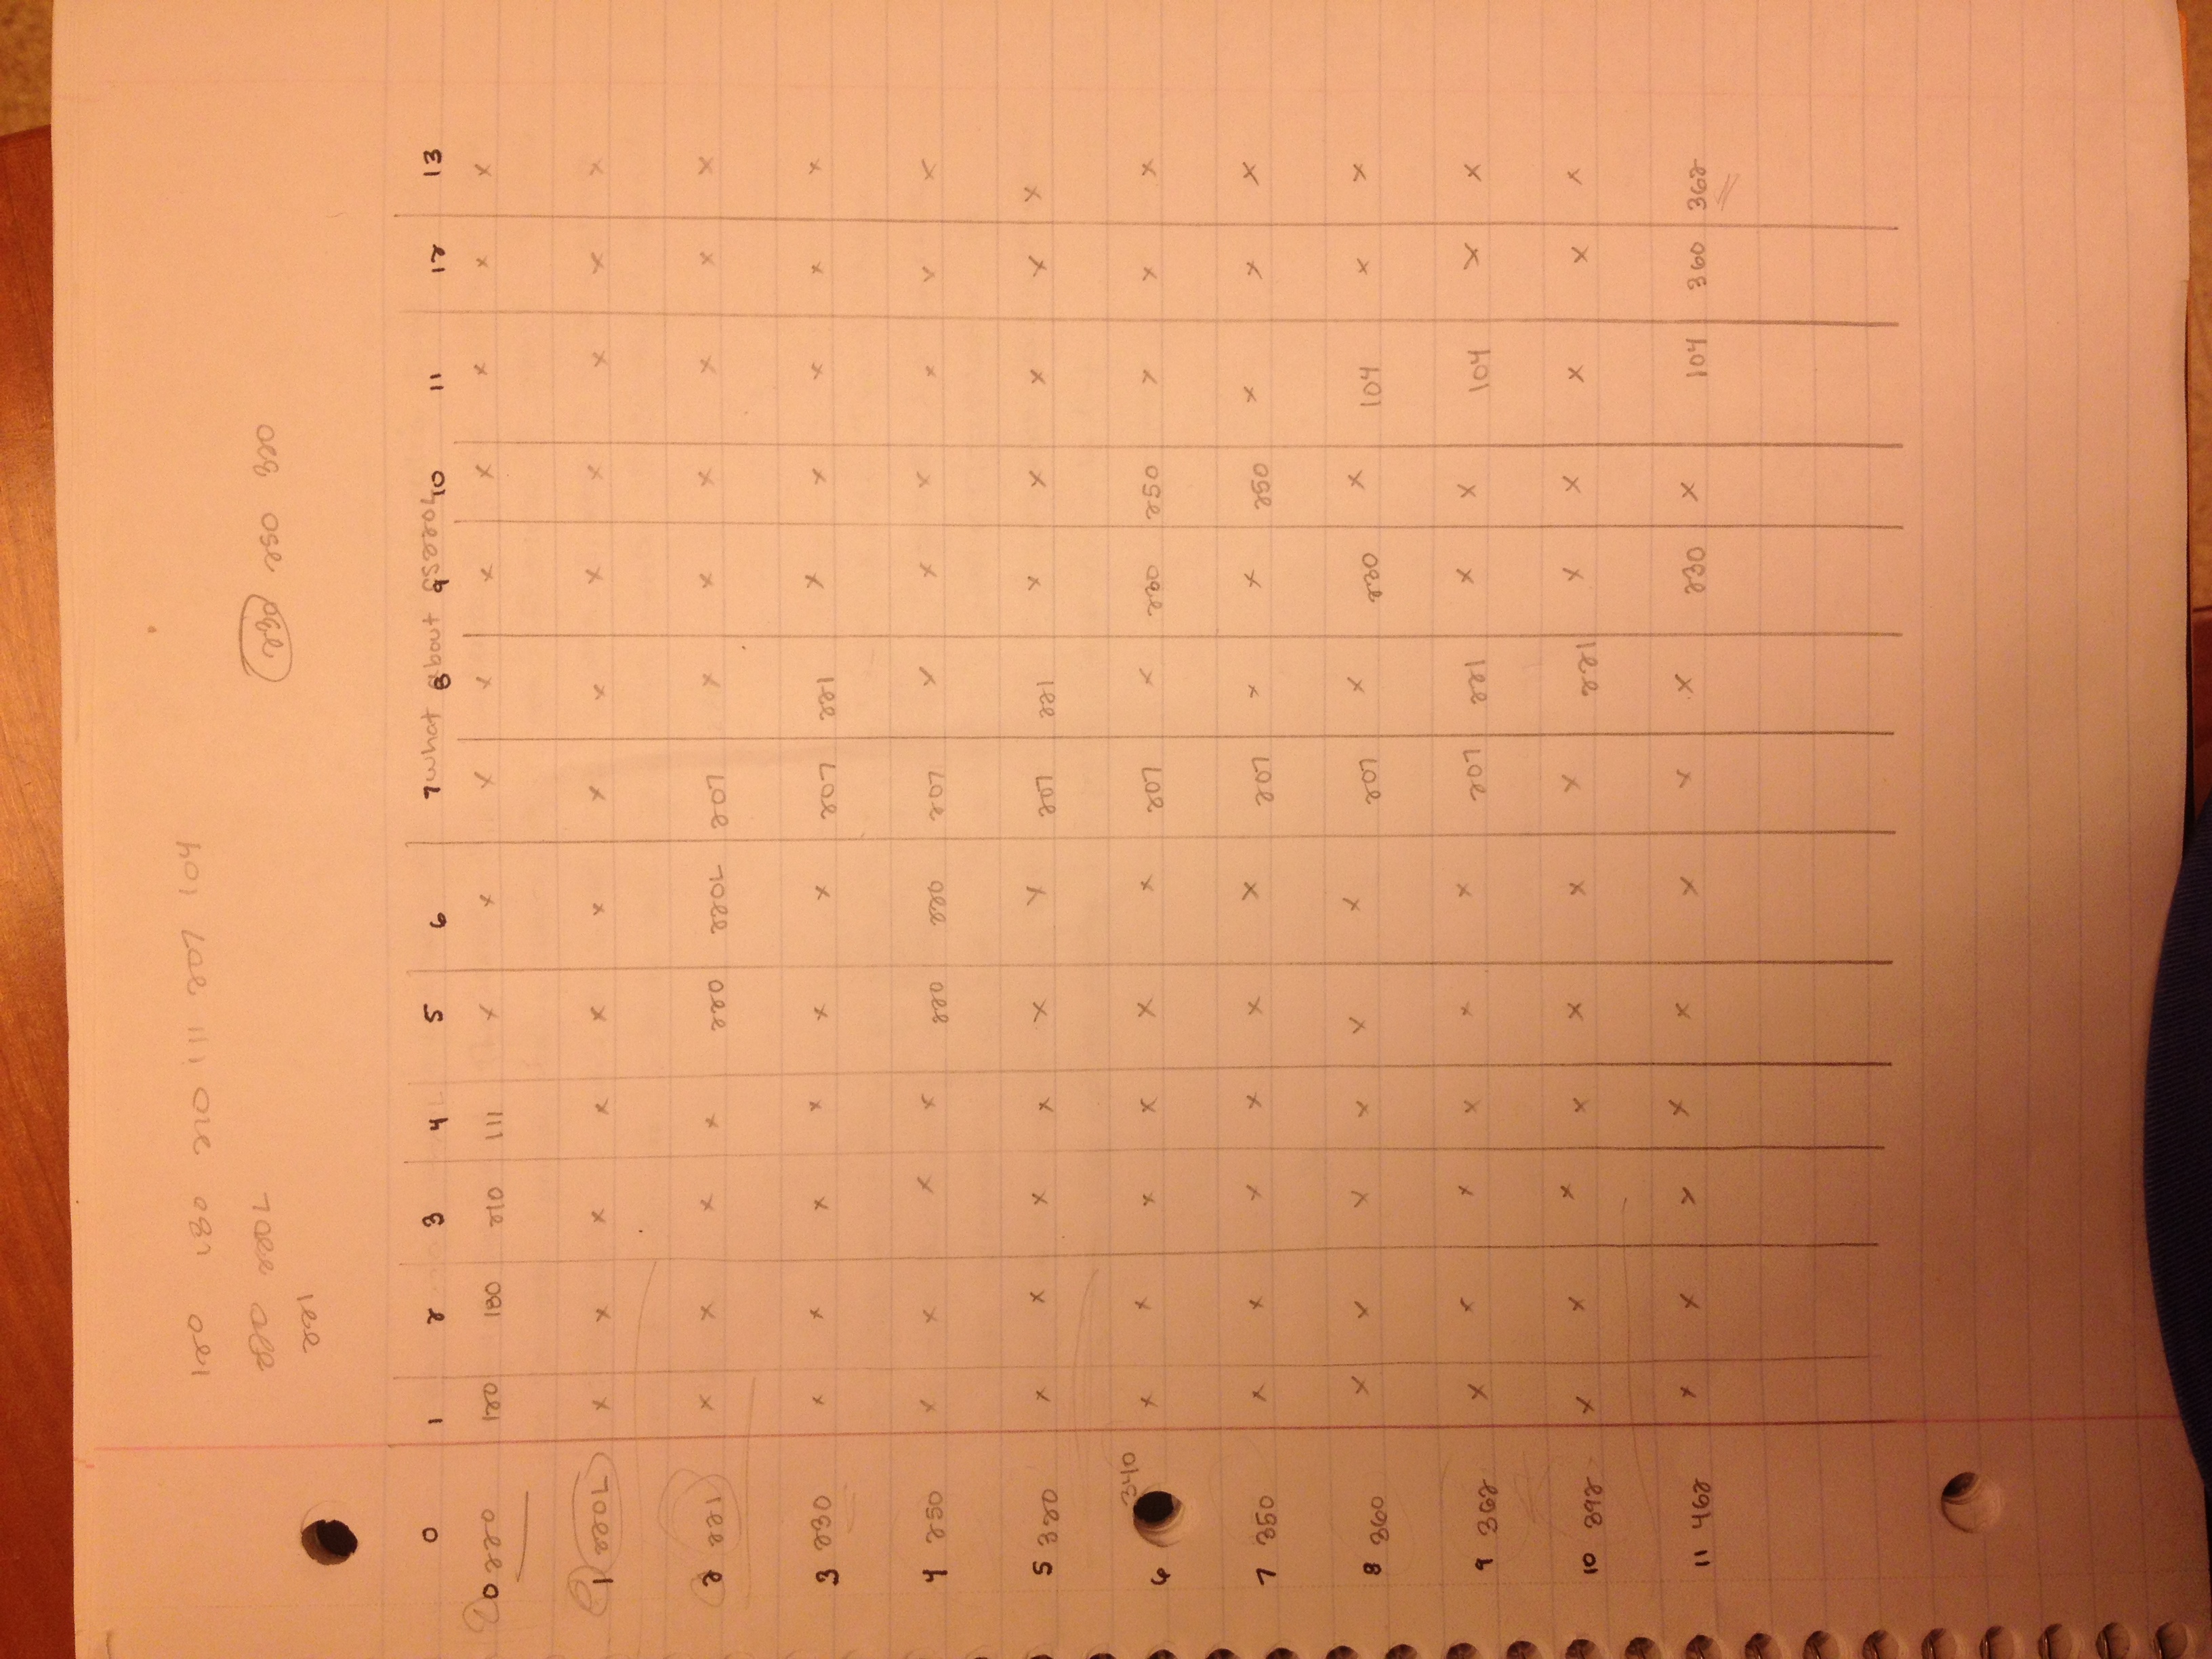 120 180 210 111 207 104
220 220L
230 250 320
221
what about CS220L
0 1 2 3 4 5 6 7 8 9 10 11 12 13
0 220 120 180 210 111 x x x x x x x x x
1 220L x x x x x x x x x x x x x
2 221 x x x x 220 220L 207 x x x x x x
3 230 x x x x x x 207 221 x x x x x
4 250 x x x x 220 220 207 x x x x x x
5 320 x x x x x x 207 221 x x x x x
6 340 x x x x x x 207 x 230 250 x x x
7 350 x x x x x x 207 x x 250 x x x
8 360 x x x x x x 207 x 230 x 104 x x
9 362 x x x x x x 207 221 x x 104 x x
10 392 x x x x x x x 221 x x x x x
11 462 x x x x x x x x 230 x 104 360 362